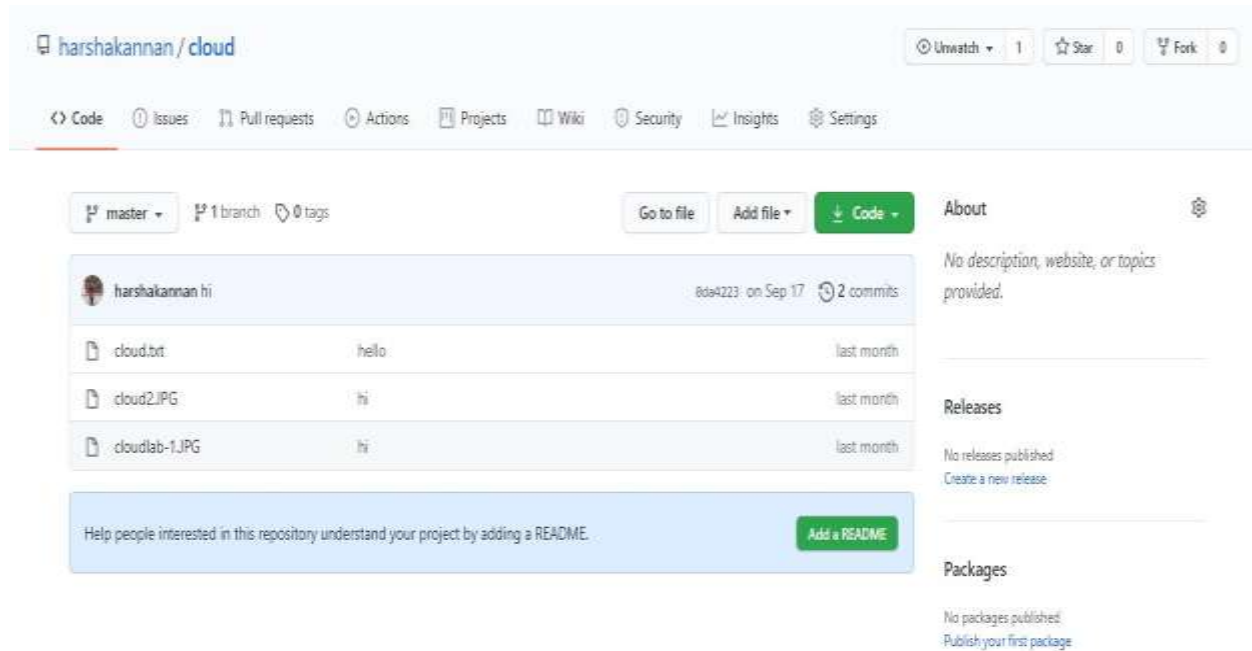 harshakannan / cloud
Unwatch 1 Star 0 Fork 0
Code Issues Pull requests Actions Projects Wiki Security Insights Settings
master 1 branch 0 tags Go to file Add file Code
harshakannan hi 8da4223 on Sep 17 2 commits
cloud.txt hello last month
cloud2.JPG hi last month
cloudlab-1.JPG hi last month
Help people interested in this repository understand your project by adding a README. Add a README
About
No description, website, or topics
provided.
Releases
No releases published
Create a new release
Packages
No packages published
Publish your first package